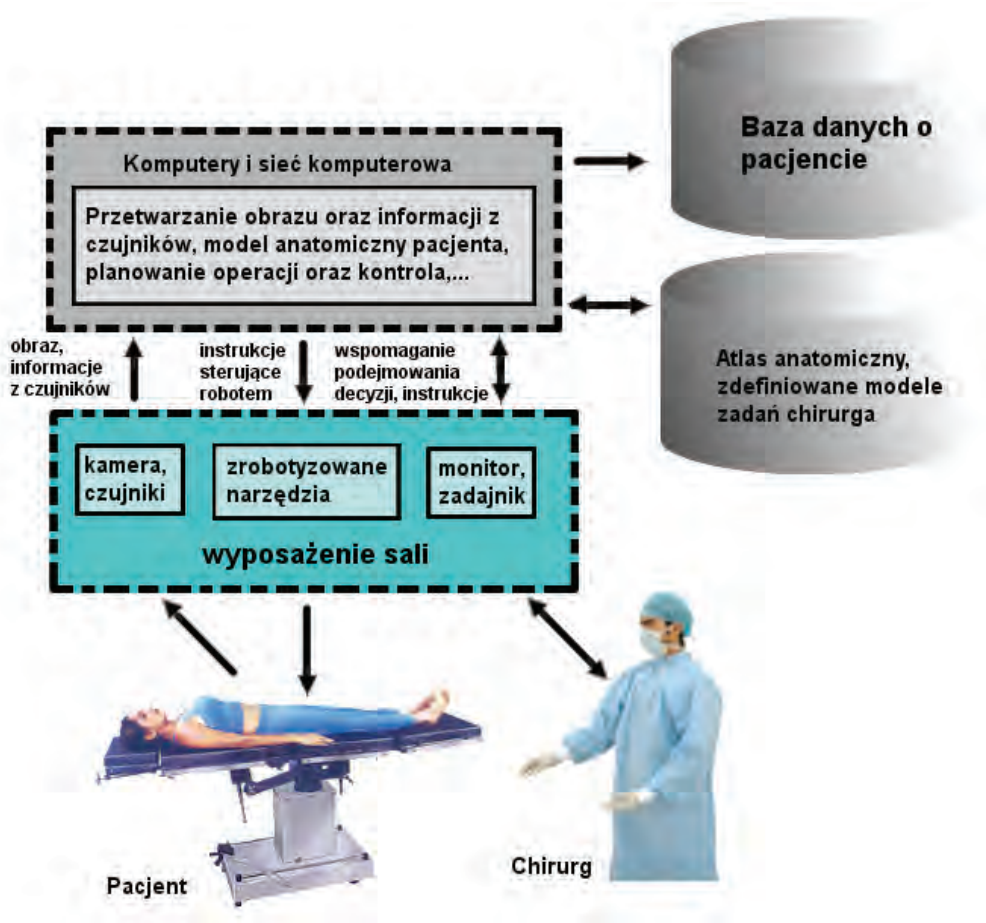 Baza danych o
pacjencie
Komputery i sieć komputerowa
Przetwarzanie obrazu oraz informacji z
czujników, model anatomiczny pacjenta,
planowanie operacji oraz kontrola,...
Atlas anatomiczny,
zdefiniowane modele
zadań chirurga
obraz,
informacje
z czujników
instrukcje
sterujące
robotem
wspomaganie
podejmowania
decyzji, instrukcje
kamera,
czujniki
zrobotyzowane
narzędzia
monitor,
zadajnik
wyposażenie sali
Pacjent
Chirurg